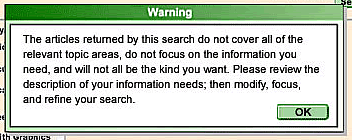 Warning
The articles returned by this search do not cover all of the
relevant topic areas, do not focus on the information you
need, and will not all be the kind you want. Please review the
description of your information needs; then modify, focus,
and refine your search.
OK
with Graphics